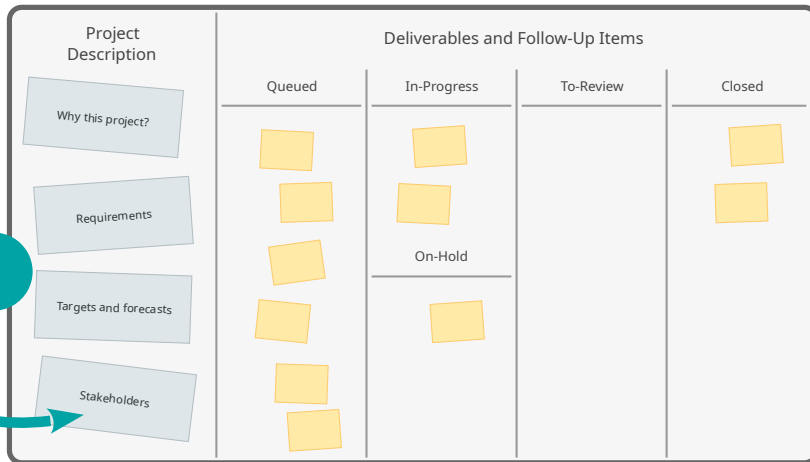 Project
Description
Deliverables and Follow-Up Items
Queued
In-Progress
To-Review
Closed
Why this project?
Requirements
On-Hold
Targets and forecasts
Stakeholders